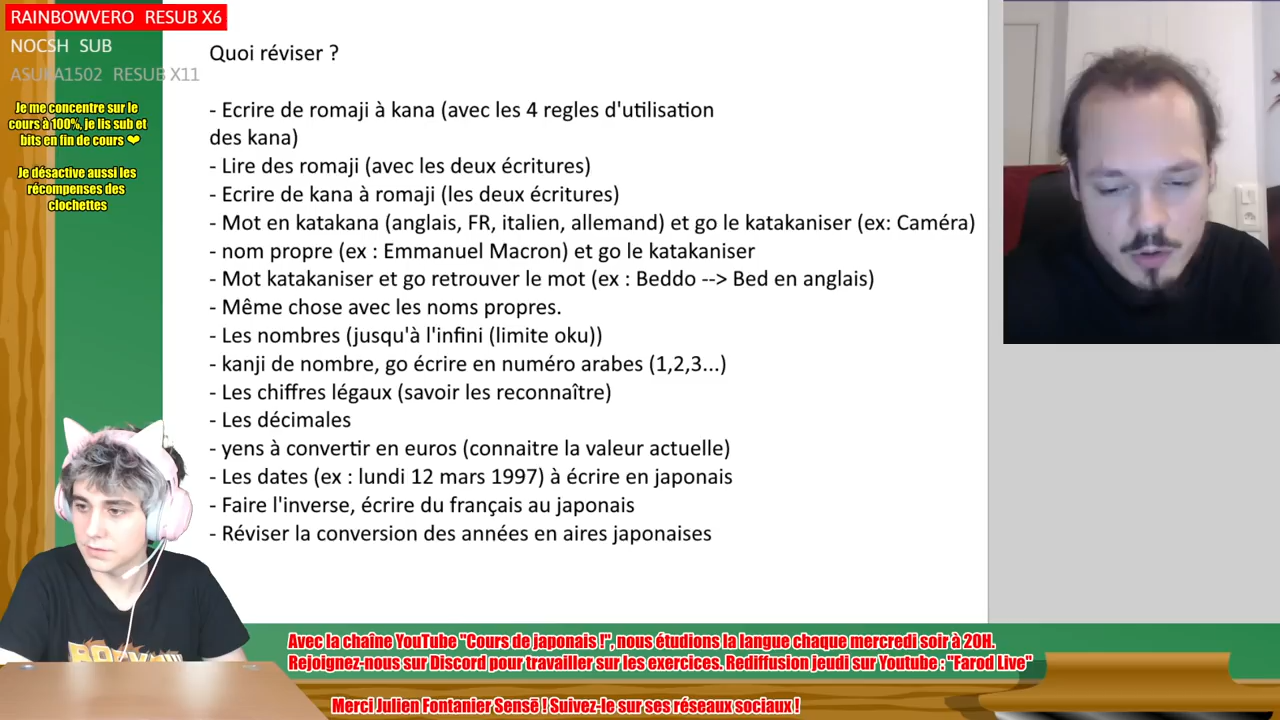 RAINBOWVERO RESUB X6
NOCSH SUB
ASUKA1502 RESUB X11
Je me concentre sur le
cours à 100%, je lis sub et
bits en fin de cours ❤
Je désactive aussi les
récompenses des
clochettes
Quoi réviser ?
- Ecrire de romaji à kana (avec les 4 regles d'utilisation
des kana)
- Lire des romaji (avec les deux écritures)
- Ecrire de kana à romaji (les deux écritures)
- Mot en katakana (anglais, FR, italien, allemand) et go le katakaniser (ex: Caméra)
- nom propre (ex : Emmanuel Macron) et go le katakaniser
- Mot katakaniser et go retrouver le mot (ex : Beddo --> Bed en anglais)
- Même chose avec les noms propres.
- Les nombres (jusqu'à l'infini (limite oku))
- kanji de nombre, go écrire en numéro arabes (1,2,3...)
- Les chiffres légaux (savoir les reconnaître)
- Les décimales
- yens à convertir en euros (connaitre la valeur actuelle)
- Les dates (ex : lundi 12 mars 1997) à écrire en japonais
- Faire l'inverse, écrire du français au japonais
- Réviser la conversion des années en aires japonaises
Avec la chaîne YouTube "Cours de japonais !", nous étudions la langue chaque mercredi soir à 20H.
Rejoignez-nous sur Discord pour travailler sur les exercices. Rediffusion jeudi sur Youtube : "Farod Live"
Merci Julien Fontanier Sensē ! Suivez-le sur ses réseaux sociaux !